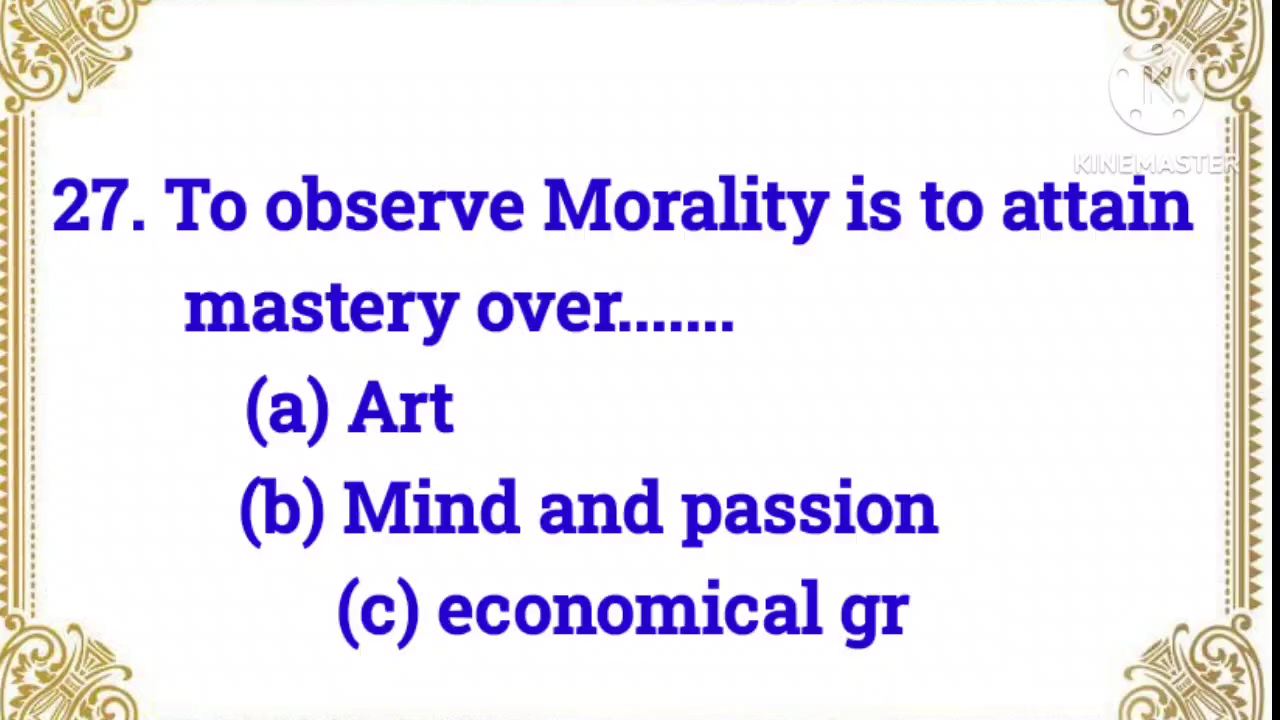 KINEMASTER
27. To observe Morality is to attain
mastery over.......
(a) Art
(b) Mind and passion
(c) economical gr